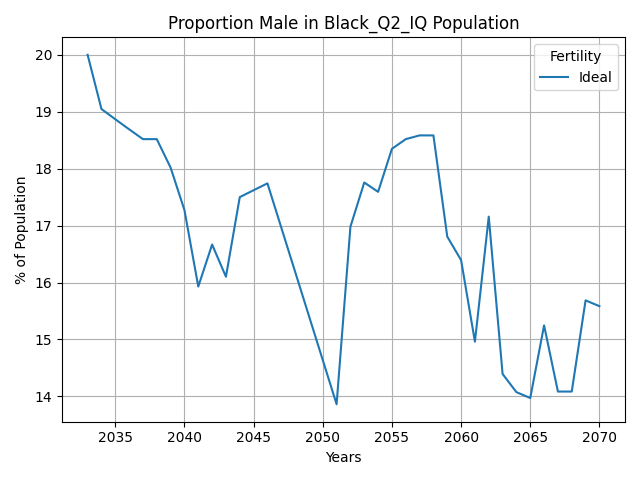 Proportion Male in Black_Q2_IQ Population
Fertility
Ideal
% of Population
20
19
18
17
16
15
14
2035 2040 2045 2050 2055 2060 2065 2070
Years